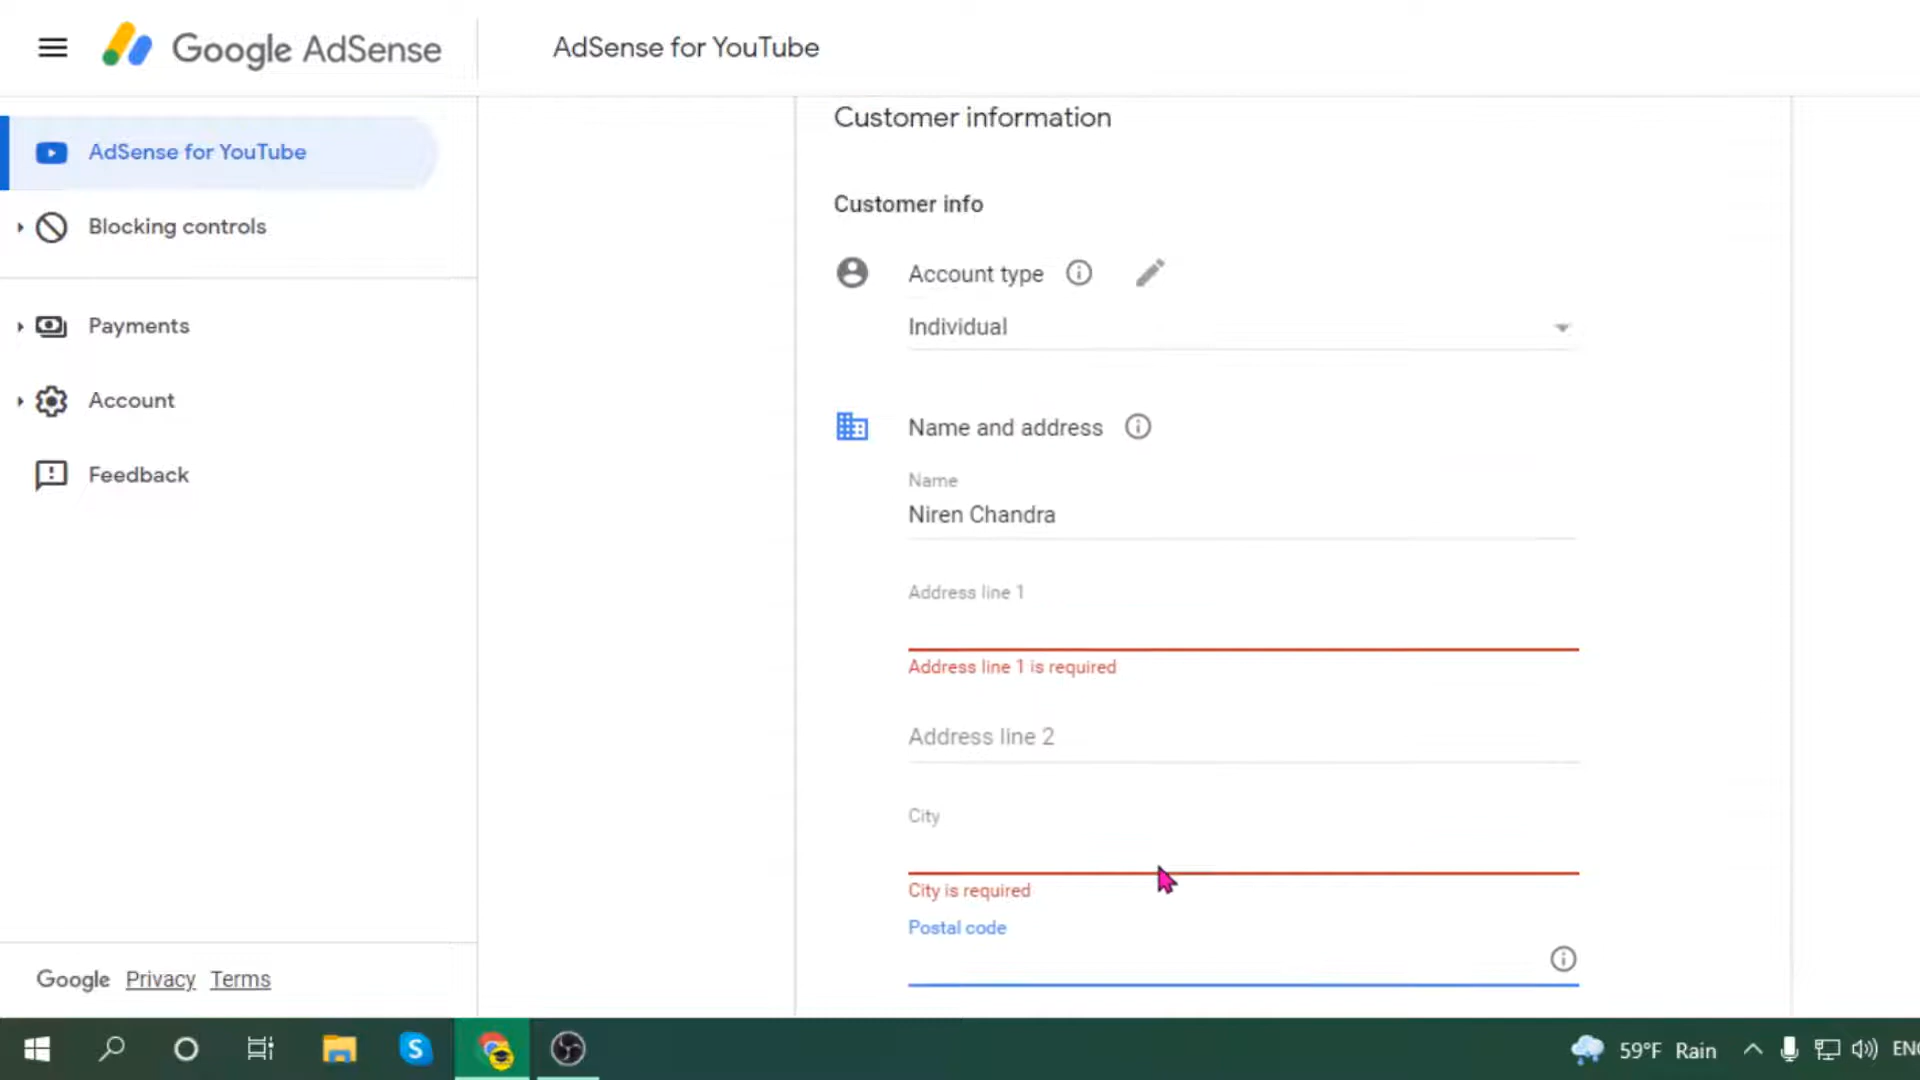 Google AdSense
AdSense for YouTube
AdSense for YouTube
Blocking controls
Payments
Account
Feedback
Google Privacy Terms
Customer information
Customer info
Account type
Individual
Name and address
Name
Niren Chandra
Address line 1
Address line 1 is required
Address line 2
City
City is required
Postal code
59°F Rain